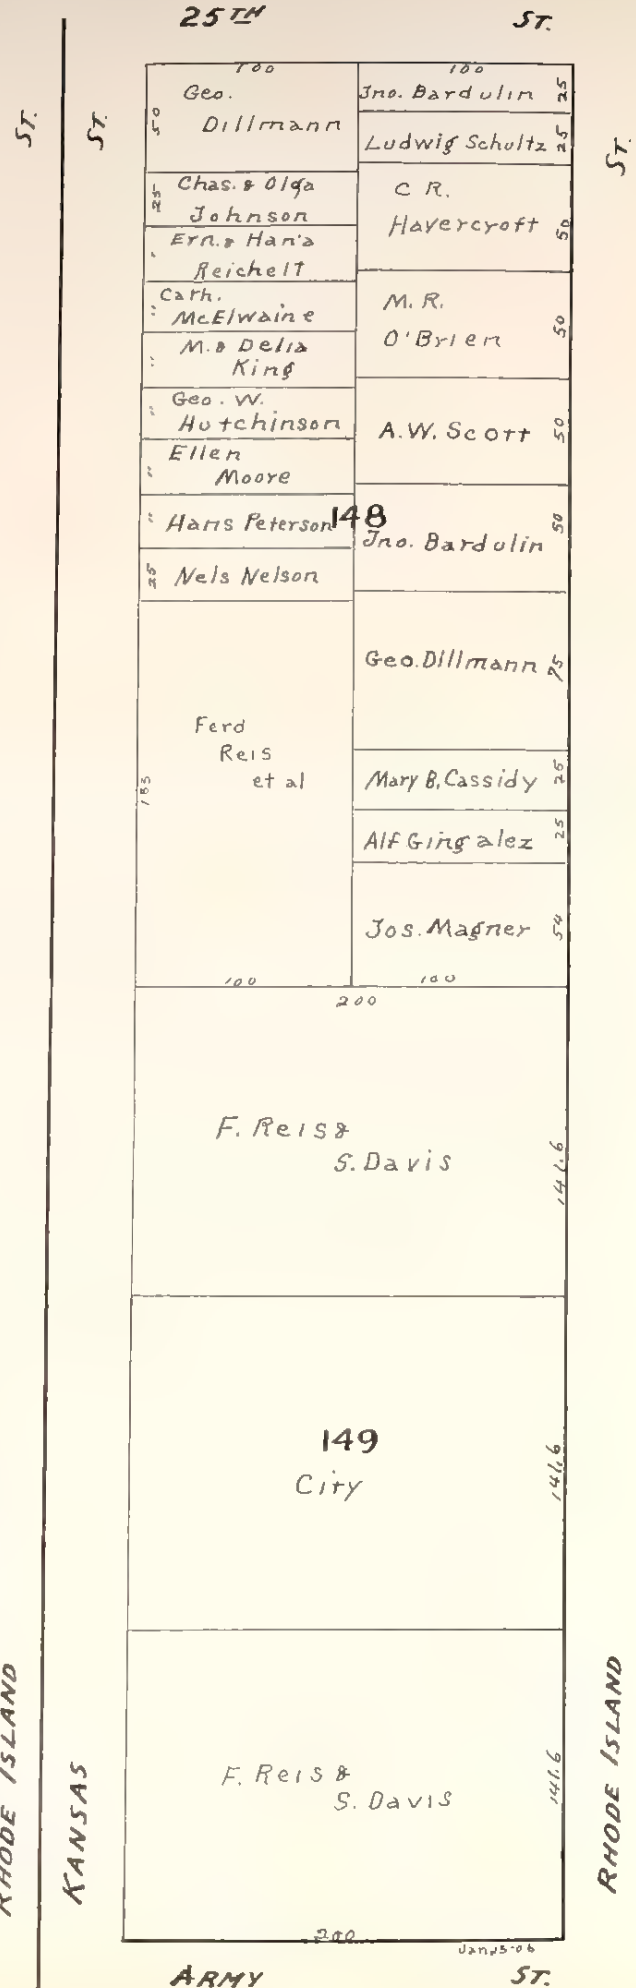 25TH ST.
ST.
ST.
ST.
100
100
Geo.
Dillmann
50
Jno. Bardulin 25
Ludwig Schultz 25
Chas. & Olga
Johnson
25
C R.
Havercroft 50
Ern. & Han'a
Reichelt
Cath.
McElwaine
"
M. R.
O'Brien 50
M. & Delia
King
"
Geo. W.
Hutchinson
"
A. W. Scott 50
Ellen
Moore
"
" Hans Peterson
148
Jno. Bardulin 50
25 Nels Nelson
Geo. Dillmann 75
Ferd
Reis
et al
Mary B. Cassidy 25
Alf Gingalez 25
Jos. Magner 54
100
100
200
F. Reis &
S. Davis
141.6
149
City
141.6
F. Reis &
S. Davis
141.6
RHODE ISLAND
KANSAS
RHODE ISLAND
200
ARMY ST.